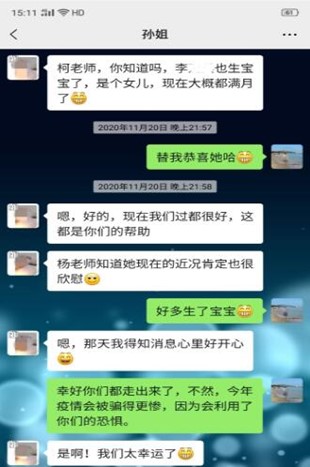 15:11 HD
孙姐
柯老师，你知道吗，李 也生宝
宝了，是个女儿，现在大概都满月
了
2020年11月20日 晚上21:57
替我恭喜她哈
2020年11月20日 晚上21:58
嗯，好的，现在我们过都很好，这
都是你们的帮助
杨老师知道她现在的近况肯定也很
欣慰
好多生了宝宝
嗯，那天我得知消息心里好开心
幸好你们都走出来了，不然，今年
疫情会被骗得更惨，因为会利用了
你们的恐惧。
是啊！我们太幸运了